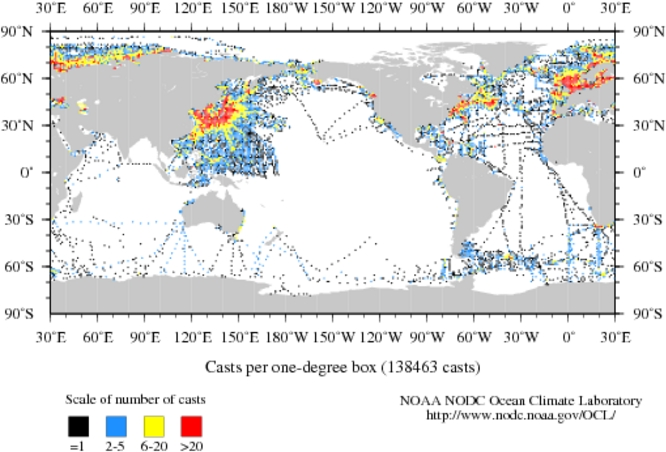 30°E 60°E 90°E 120°E 150°E 180°W 150°W 120°W 90°W 60°W 30°W 0° 30°E
90°N 90°N
60°N 60°N
30°N 30°N
0° 0°
30°S 30°S
60°S 60°S
90°S 90°S
30°E 60°E 90°E 120°E 150°E 180°W 150°W 120°W 90°W 60°W 30°W 0° 30°E
Casts per one-degree box (138463 casts)
Scale of number of casts
=1 2-5 6-20 >20
NOAA NODC Ocean Climate Laboratory
http://www.nodc.noaa.gov/OCL/